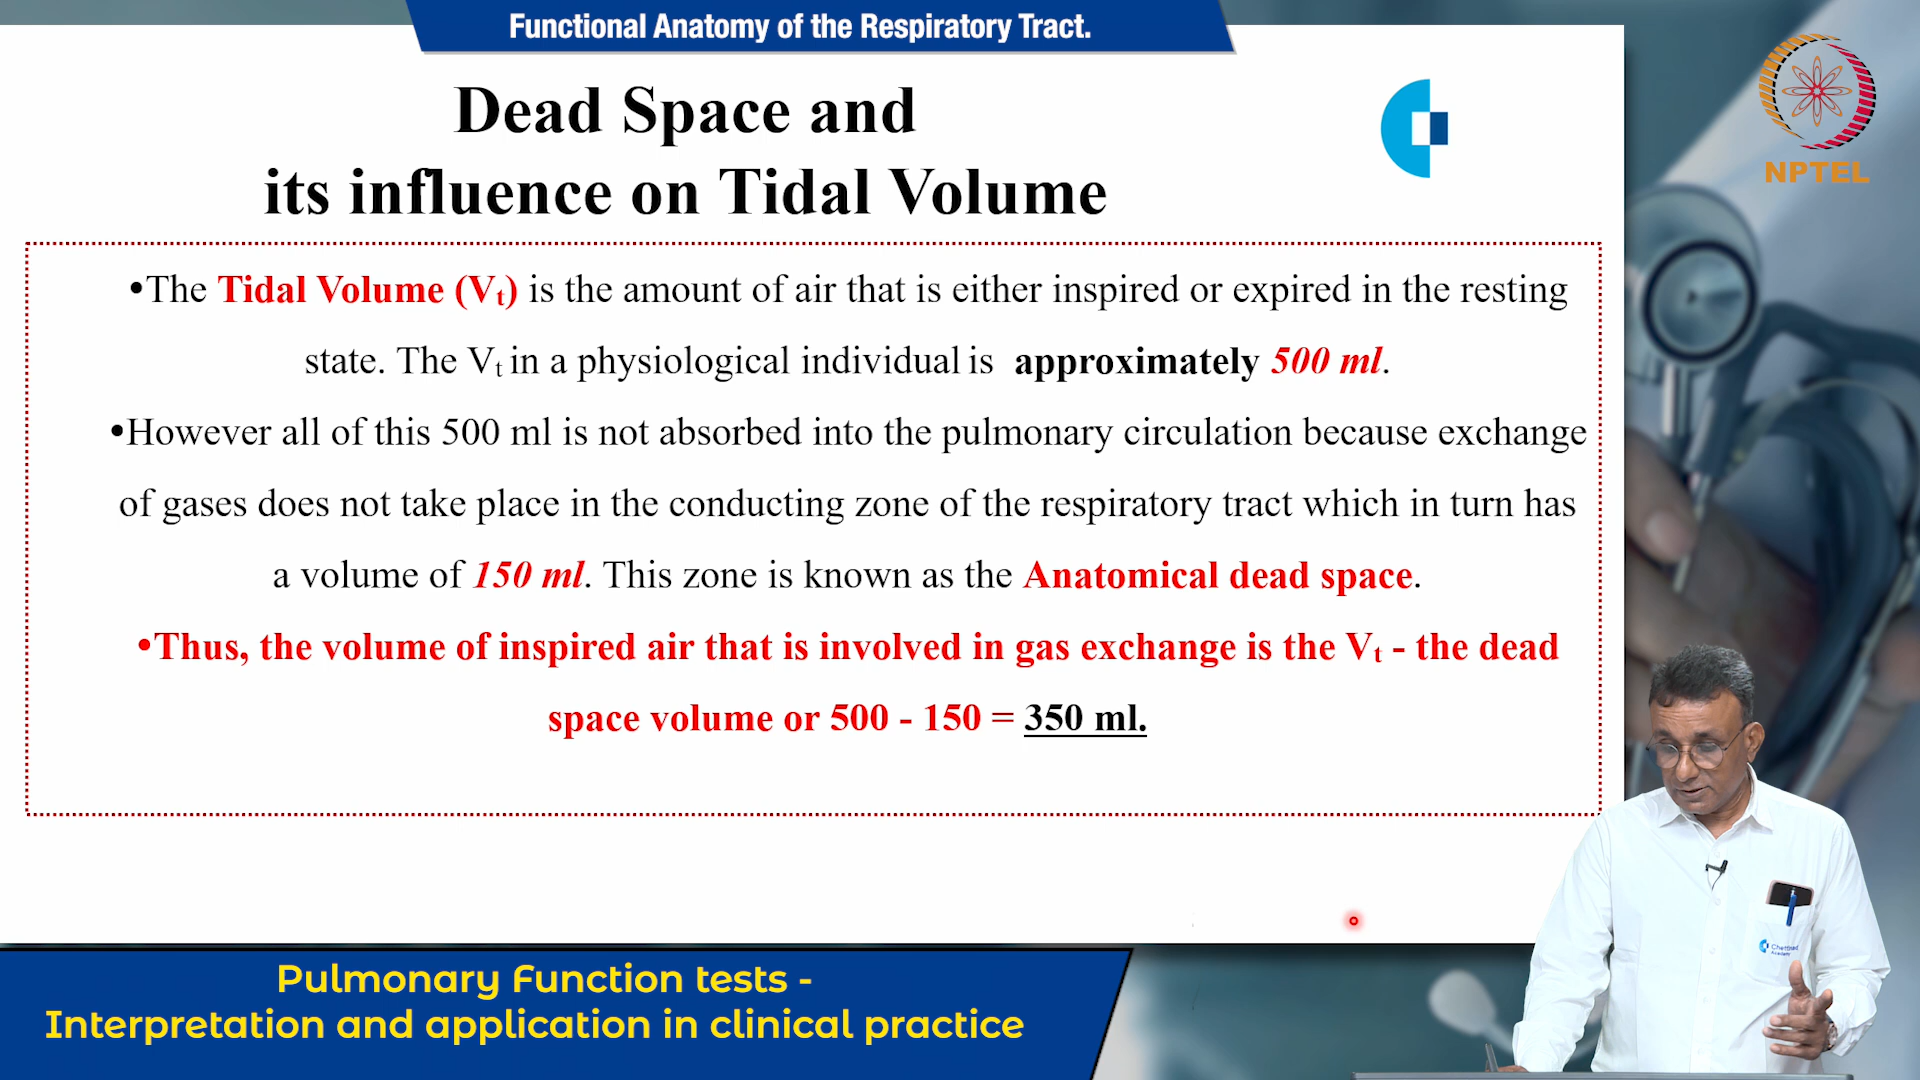 Functional Anatomy of the Respiratory Tract.
NPTEL
Dead Space and
its influence on Tidal Volume
•The Tidal Volume (Vt) is the amount of air that is either inspired or expired in the resting
state. The Vt in a physiological individual is approximately 500 ml.
•However all of this 500 ml is not absorbed into the pulmonary circulation because exchange
of gases does not take place in the conducting zone of the respiratory tract which in turn has
a volume of 150 ml. This zone is known as the Anatomical dead space.
•Thus, the volume of inspired air that is involved in gas exchange is the Vt - the dead
space volume or 500 - 150 = 350 ml.
Academy
Pulmonary Function tests -
Interpretation and application in clinical practice